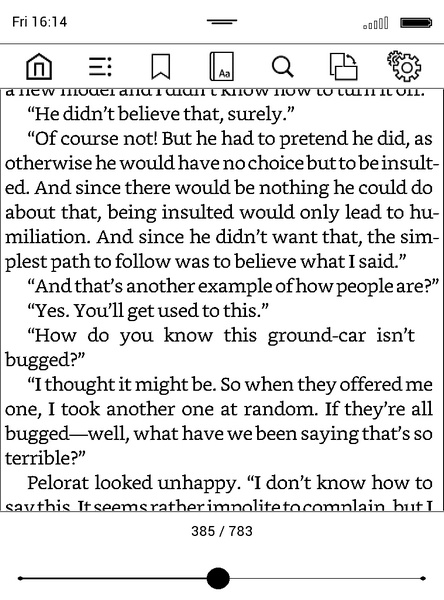 Fri 16:14
Aa
a new model and I didn't know how to turn it off.
“He didn’t believe that, surely.”
“Of course not! But he had to pretend he did, as
otherwise he would have no choice but to be insult-
ed. And since there would be nothing he could do
about that, being insulted would only lead to hu-
miliation. And since he didn’t want that, the sim-
plest path to follow was to believe what I said.”
“And that’s another example of how people are?”
“Yes. You’ll get used to this.”
“How do you know this ground-car isn’t
bugged?”
“I thought it might be. So when they offered me
one, I took another one at random. If they’re all
bugged—well, what have we been saying that’s so
terrible?”
Pelorat looked unhappy. “I don’t know how to
say this. It seems rather impolite to complain, but I
385 / 783